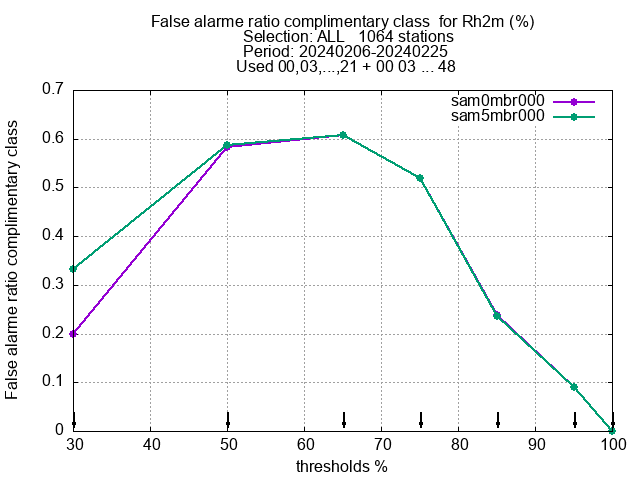 False alarme ratio complimentary class  for Rh2m (%)
Selection: ALL   1064 stations
Period: 20240206-20240225
Used 00,03,...,21 + 00 03 ... 48
sam0mbr000
sam5mbr000
False alarme ratio complimentary class
0.7
0.6
0.5
0.4
0.3
0.2
0.1
0
30 40 50 60 70 80 90 100
thresholds %